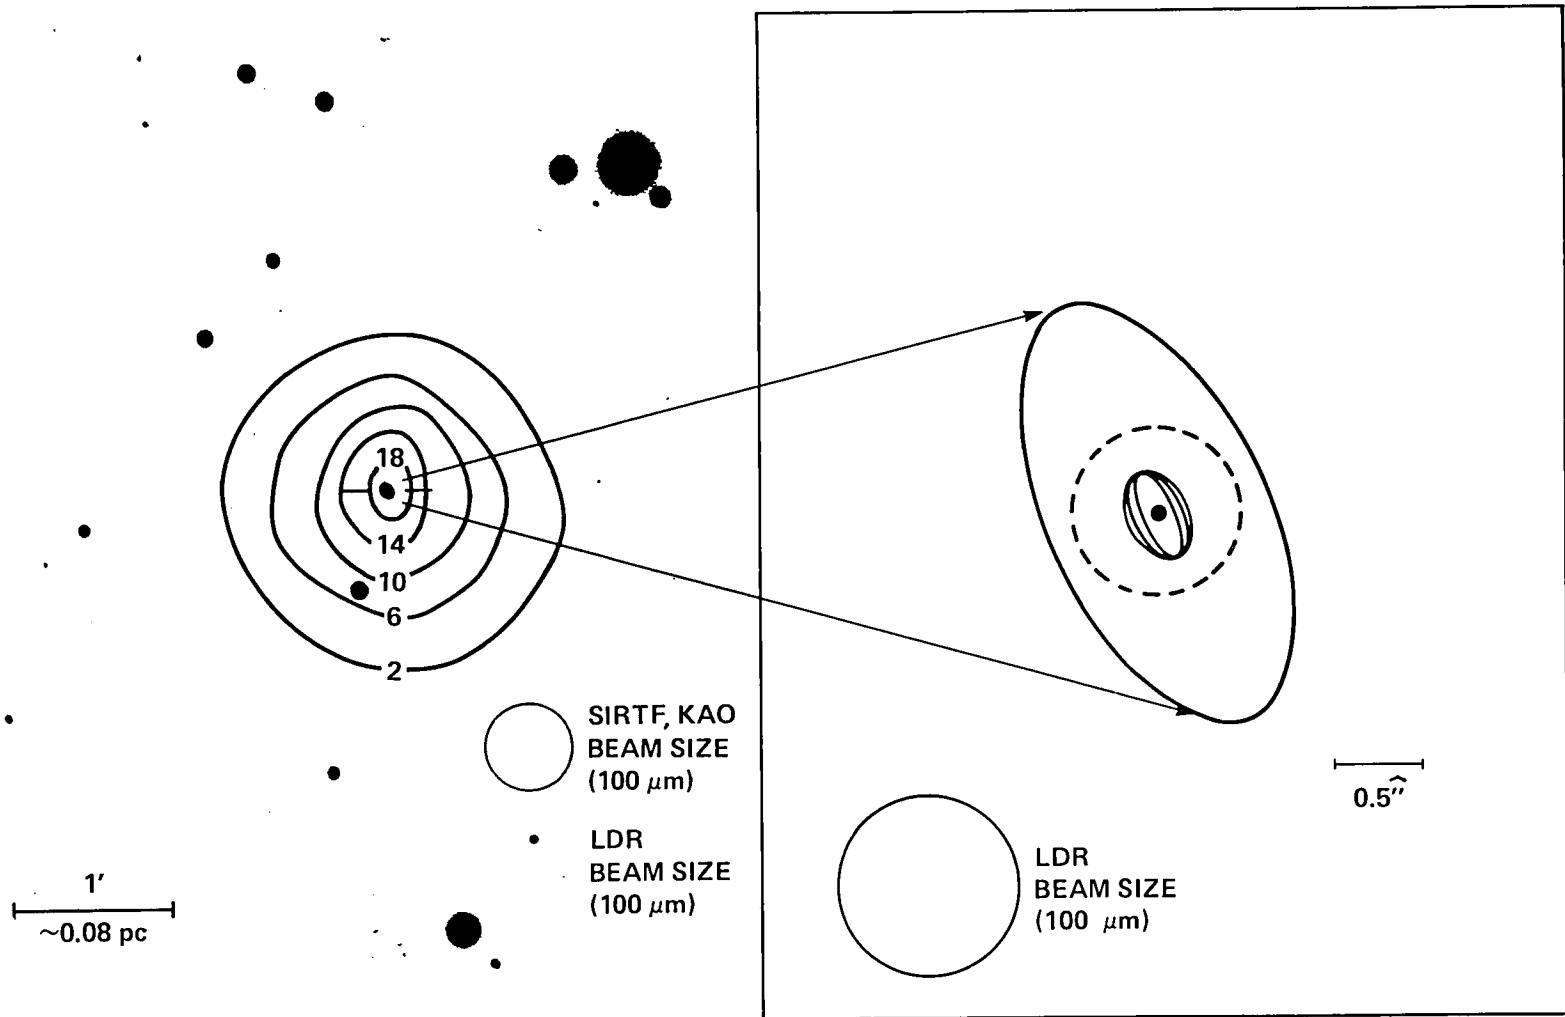 18
14
10
6
2
SIRTF, KAO
BEAM SIZE
(100 μm)
LDR
BEAM SIZE
(100 μm)
1′
~0.08 pc
0.5″
LDR
BEAM SIZE
(100 μm)